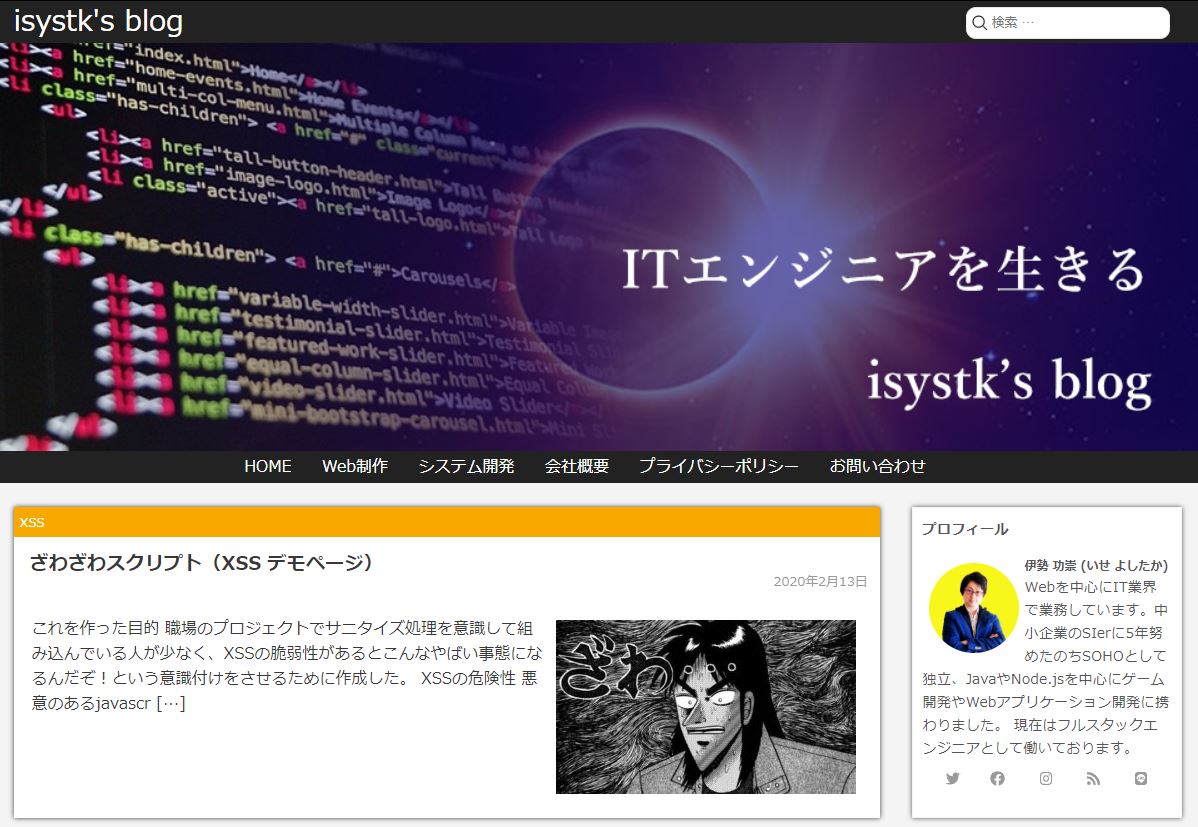 isystk's blog
検索 …
index.html">Home</a></li>
<li><a href="home-events.html">Home Events</a></li>
<li class="multi-col-menu.html">Multiple Column Menu
class="has-children"> <a href="#" class="current">
<ul>
<li><a href="tall-button-header.html">Tall Button Header
<li><a href="image-logo.html">Image Logo</a></li>
<li class="active"><a href="tall-logo.html">Tall Logo
</ul>
</li>
<li class="has-children"> <a href="#">Carousels</a>
<ul>
<li><a href="variable-width-slider.html">Variable Image
<li><a href="testimonial-slider.html">Testimonial Slider
<li><a href="featured-work-slider.html">Featured Work
<li><a href="equal-column-slider.html">Equal Column
<li><a href="video-slider.html">Video Slider</a></li>
<li><a href="mini-bootstrap-carousel.html">Mini Slider
</ul>
ITエンジニアを生きる
isystk's blog
HOME Web制作 システム開発 会社概要 プライバシーポリシー お問い合わせ
XSS
ざわざわスクリプト（XSS デモページ）
2020年2月13日
これを作った目的 職場のプロジェクトでサニタイズ処理を意識して組
み込んでいる人が少なく、XSSの脆弱性があるとこんなやばい事態にな
るんだぞ！という意識付けをさせるために作成した。 XSSの危険性 悪
意のあるjavascr […]
ざわ
プロフィール
伊勢 功崇 (いせ よしたか)
Webを中心にIT業界
で業務しています。中
小企業のSIerに5年努
めたのちSOHOとして
独立、JavaやNode.jsを中心にゲーム
開発やWebアプリケーション開発に携
わりました。 現在はフルスタックエ
ンジニアとして働いております。